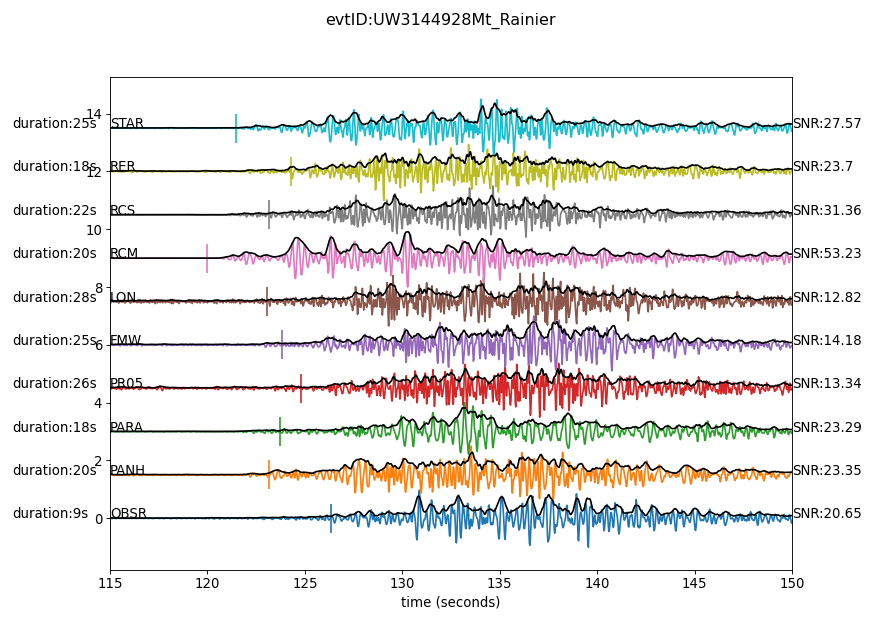 evtID:UW3144928Mt_Rainier
14
duration:25s STAR SNR:27.57
duration:18s RER SNR:23.7
12
duration:22s RCS SNR:31.36
10
duration:20s RCM SNR:53.23
8
duration:28s LON SNR:12.82
duration:25s FMW SNR:14.18
6
duration:26s PR05 SNR:13.34
4
duration:18s PARA SNR:23.29
2
duration:20s PANH SNR:23.35
duration:9s OBSR SNR:20.65
0
115 120 125 130 135 140 145 150
time (seconds)